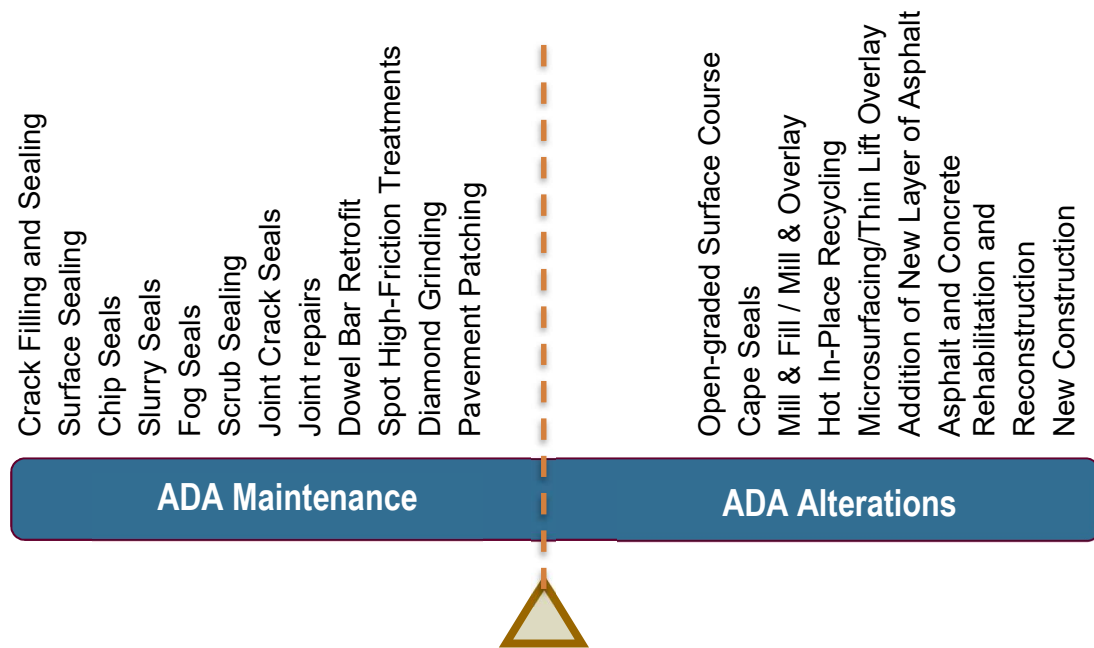 Crack Filling and Sealing
Surface Sealing
Chip Seals
Slurry Seals
Fog Seals
Scrub Sealing
Joint Crack Seals
Joint repairs
Dowel Bar Retrofit
Spot High-Friction Treatments
Diamond Grinding
Pavement Patching
Open-graded Surface Course
Cape Seals
Mill & Fill / Mill & Overlay
Hot In-Place Recycling
Microsurfacing/Thin Lift Overlay
Addition of New Layer of Asphalt
Asphalt and Concrete
Rehabilitation and
Reconstruction
New Construction
ADA Maintenance
ADA Alterations